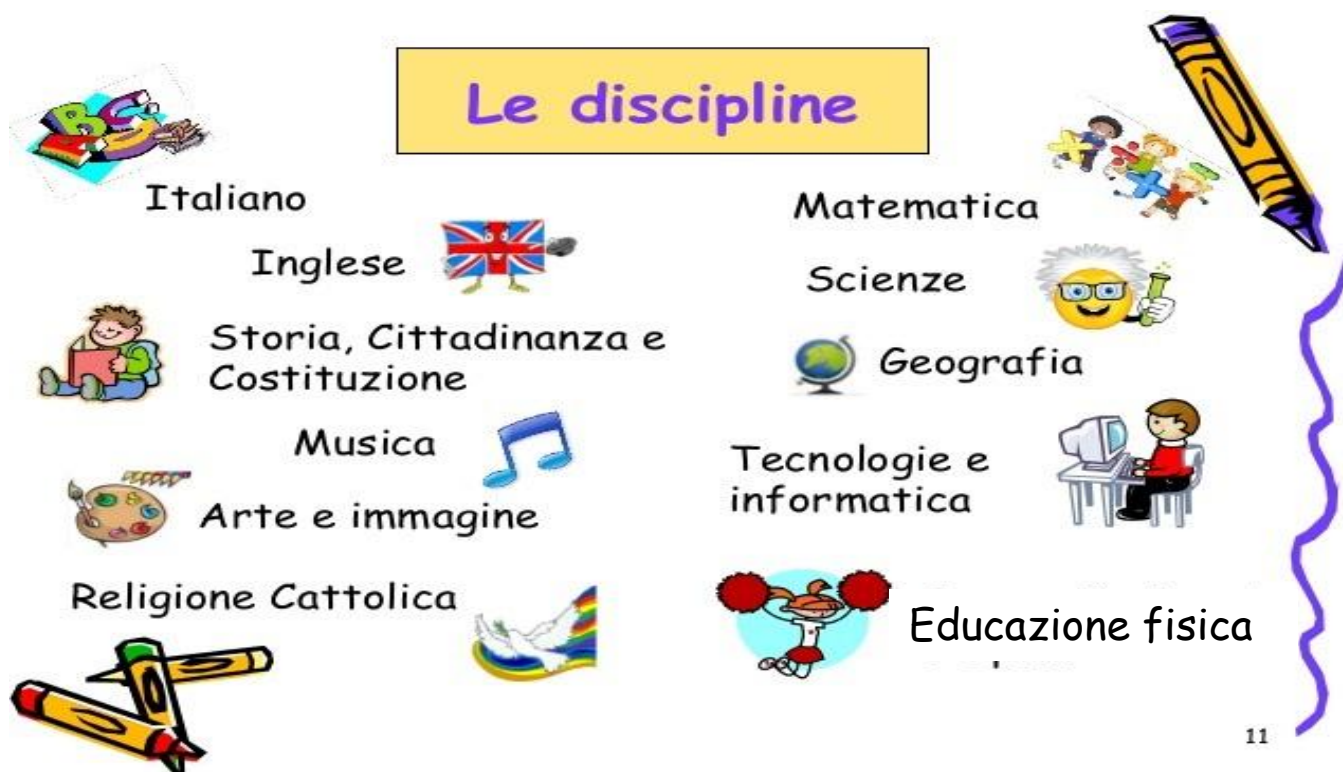 Le discipline
Italiano
Matematica
Inglese
Scienze
Storia, Cittadinanza e
Costituzione
Geografia
Musica
Tecnologie e
informatica
Arte e immagine
Religione Cattolica
Educazione fisica
11